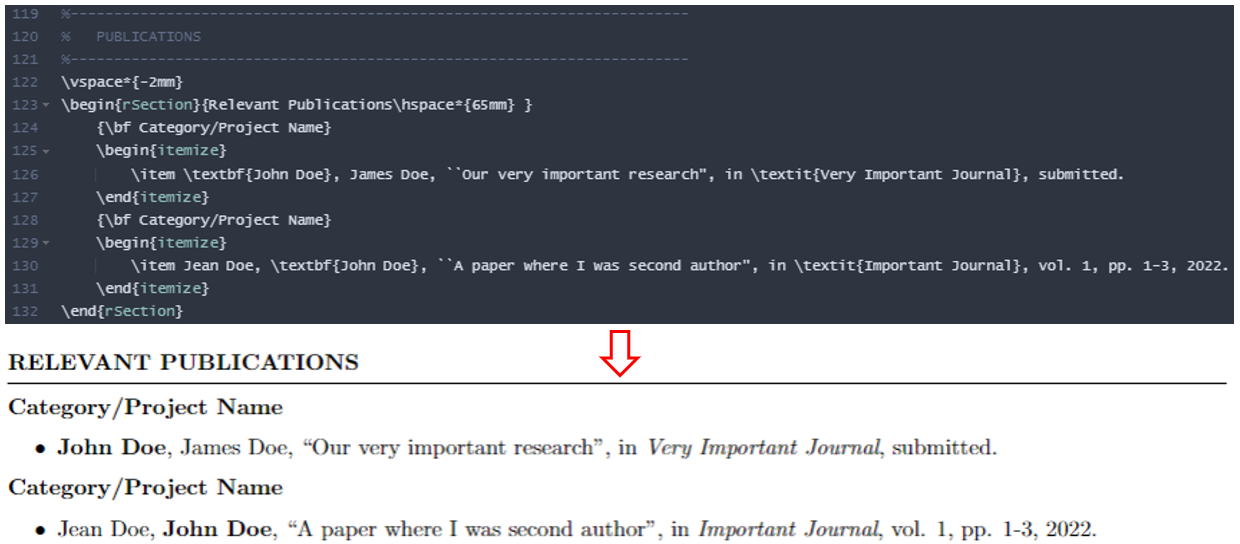 119 %----------------------------------------------------------------------
120 % PUBLICATIONS
121 %----------------------------------------------------------------------
122 \vspace*{-2mm}
123 \begin{rSection}{Relevant Publications\hspace*{65mm} }
124 {\bf Category/Project Name}
125 \begin{itemize}
126 \item \textbf{John Doe}, James Doe, ``Our very important research", in \textit{Very Important Journal}, submitted.
127 \end{itemize}
128 {\bf Category/Project Name}
129 \begin{itemize}
130 \item Jean Doe, \textbf{John Doe}, ``A paper where I was second author", in \textit{Important Journal}, vol. 1, pp. 1-3, 2022.
131 \end{itemize}
132 \end{rSection}
RELEVANT PUBLICATIONS
Category/Project Name
• John Doe, James Doe, “Our very important research”, in Very Important Journal, submitted.
Category/Project Name
• Jean Doe, John Doe, “A paper where I was second author”, in Important Journal, vol. 1, pp. 1-3, 2022.